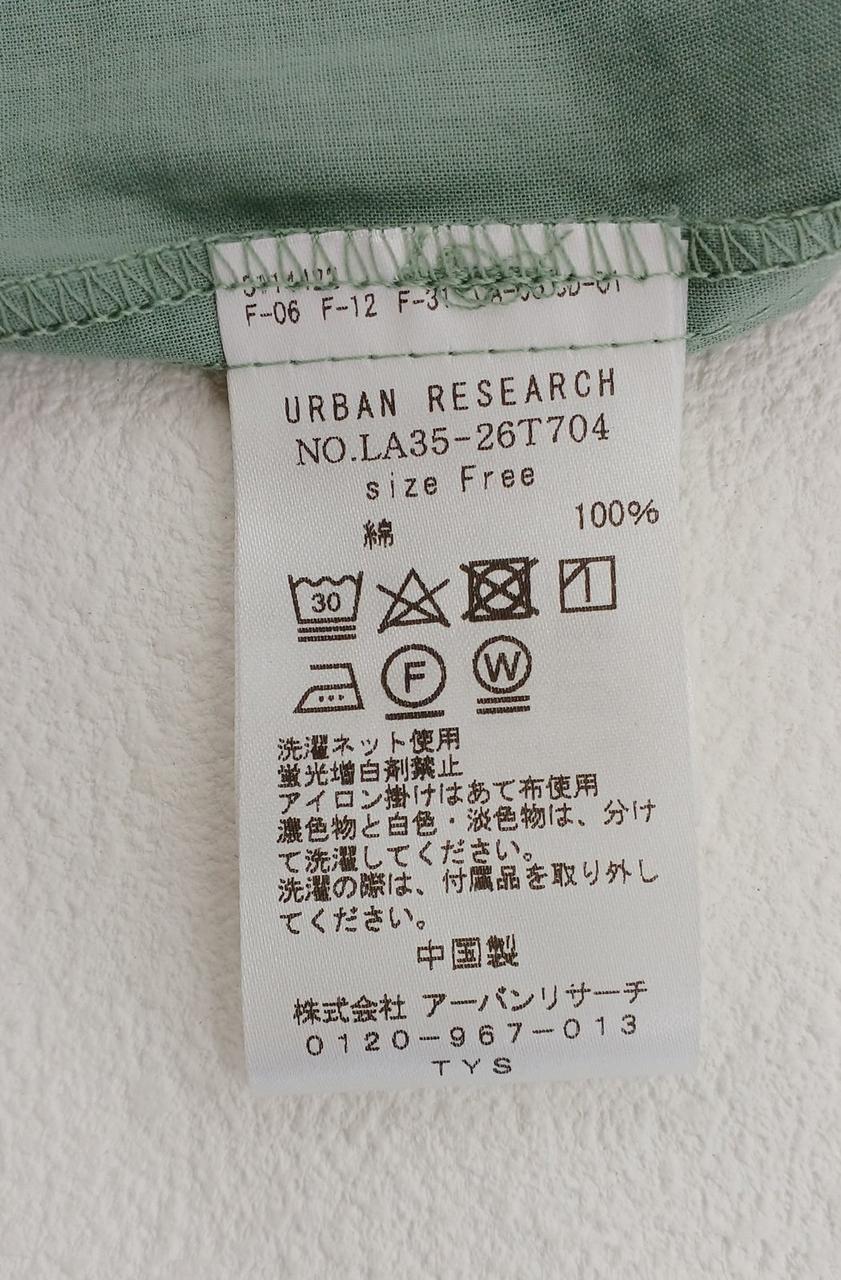 F-06 F-12 F-31
URBAN RESEARCH
NO.LA35-26T704
size Free
綿 100%
30
F W
洗濯ネット使用
蛍光増白剤禁止
アイロン掛けはあて布使用
濃色物と白色・淡色物は、分け
て洗濯してください。
洗濯の際は、付属品を取り外し
てください。
中国製
株式会社 アーバンリサーチ
0120-967-013
TYS